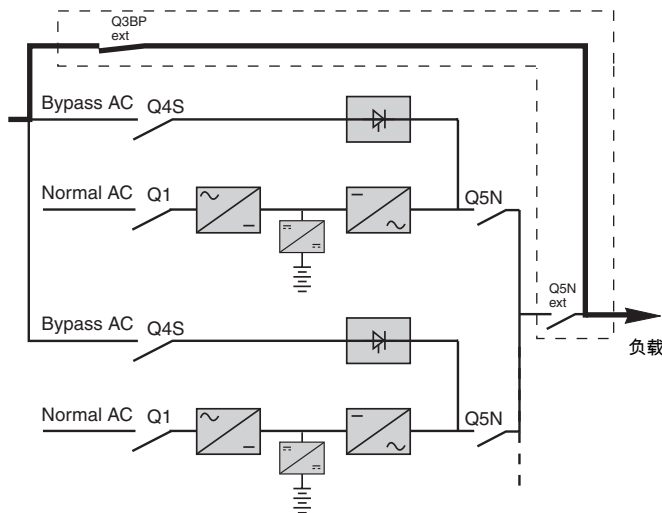 Q3BP
ext
Bypass AC Q4S
Normal AC Q1
Q5N
Q5N
ext
负载
Bypass AC Q4S
Normal AC Q1
Q5N